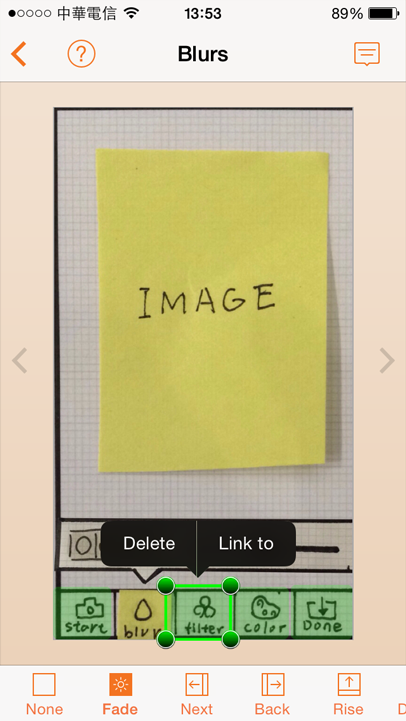 中華電信 13:53 89%
Blurs
IMAGE
Delete Link to
start blur filter color Done
None Fade Next Back Rise D